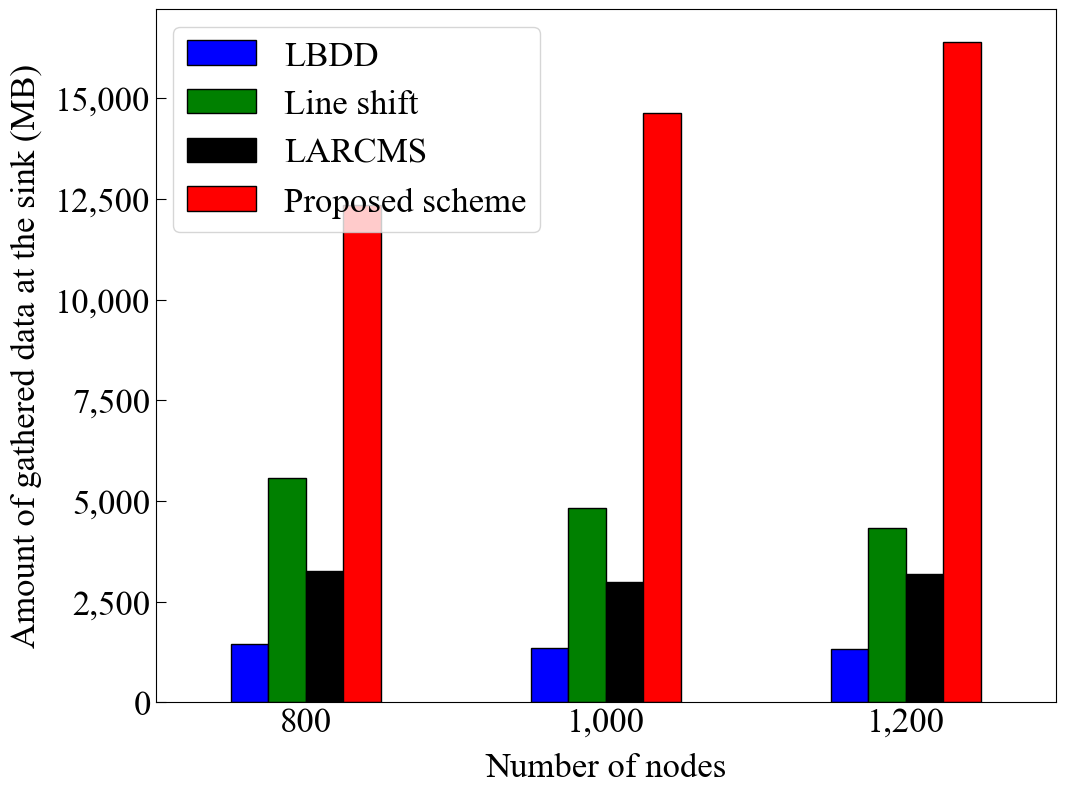 Amount of gathered data at the sink (MB)
15,000
12,500
10,000
7,500
5,000
2,500
0
LBDD
Line shift
LARCMS
Proposed scheme
800
1,000
1,200
Number of nodes